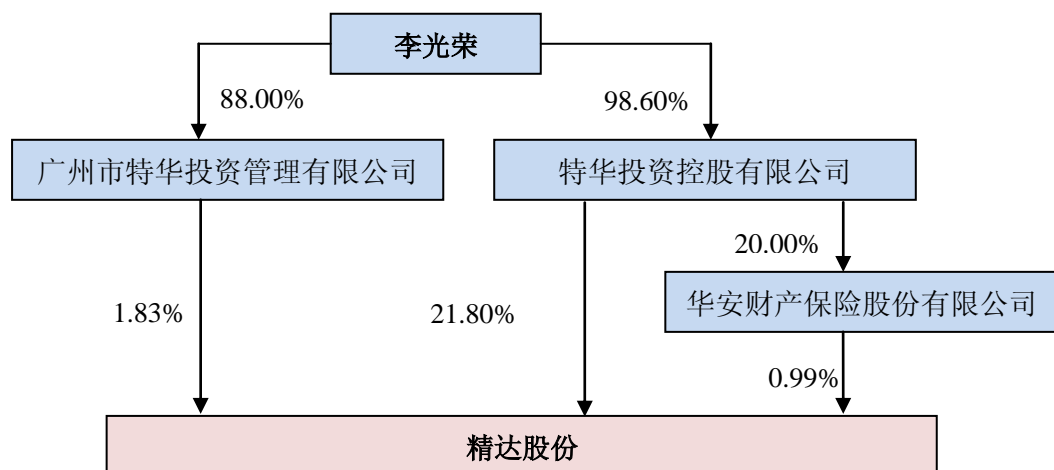 李光荣
88.00%
98.60%
广州市特华投资管理有限公司
特华投资控股有限公司
20.00%
华安财产保险股份有限公司
1.83%
21.80%
0.99%
精达股份